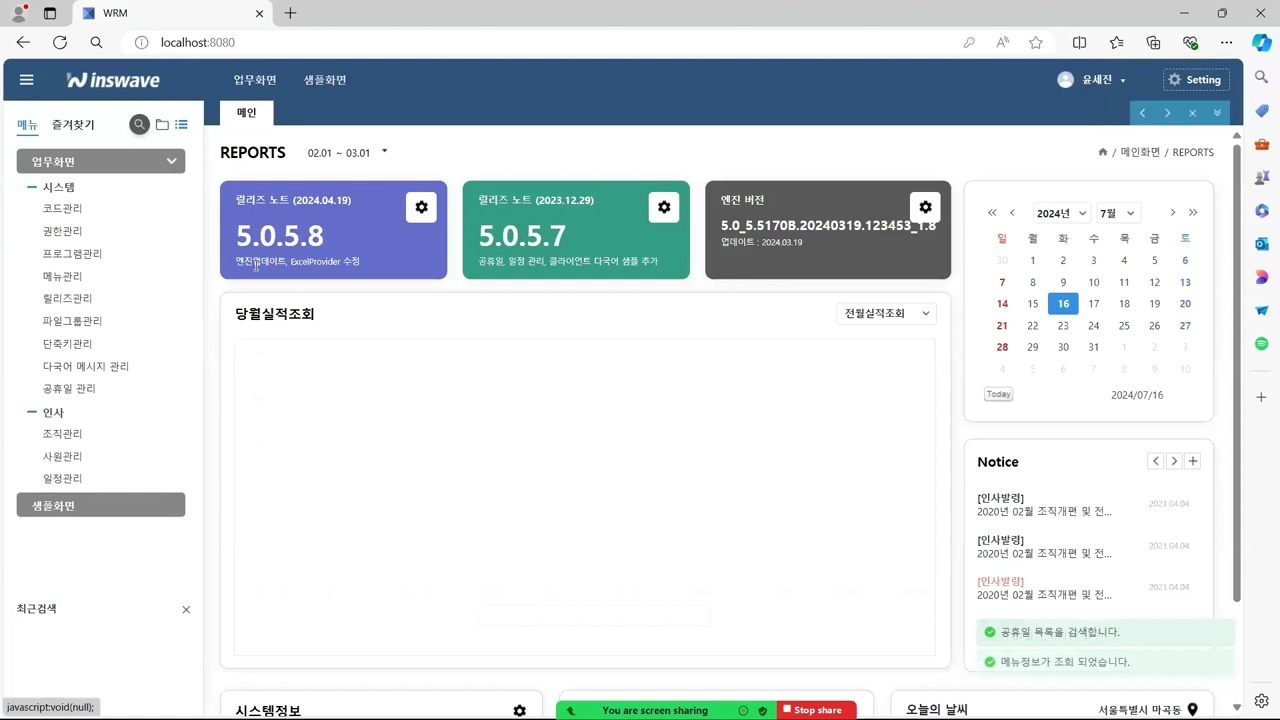 WRM
localhost:8080
inswave
업무화면
샘플화면
윤세진
Setting
메뉴
즐겨찾기
메인
업무화면
시스템
코드관리
권한관리
프로그램관리
메뉴관리
릴리즈관리
파일그룹관리
단축키관리
다국어 메시지 관리
공휴일 관리
인사
조직관리
사원관리
일정관리
샘플화면
최근검색
javascript:void(null);
REPORTS
02.01 ~ 03.01
/ 메인화면 / REPORTS
릴리즈 노트 (2024.04.19)
5.0.5.8
엔진업데이트, ExcelProvider 수정
릴리즈 노트 (2023.12.29)
5.0.5.7
공휴일, 일정 관리, 클라이언트 다국어 샘플 추가
엔진 버전
5.0_5.5170B.20240319.123453_1.8
업데이트 : 2024.03.19
당월실적조회
전월실적조회
2024년 7월
일 월 화 수 목 금 토
30 1 2 3 4 5 6
7 8 9 10 11 12 13
14 15 16 17 18 19 20
21 22 23 24 25 26 27
28 29 30 31 1 2 3
4 5 6 7 8 9 10
Today
2024/07/16
Notice
[인사발령]
2020년 02월 조직개편 및 전...
2021.04.04
[인사발령]
2020년 02월 조직개편 및 전...
2021.04.04
[인사발령]
2020년 02월 조직개편 및 전...
2021.04.04
공휴일 목록을 검색합니다.
메뉴정보가 조회 되었습니다.
시스템정보
You are screen sharing
Stop share
오늘의 날씨
서울특별시 마곡동